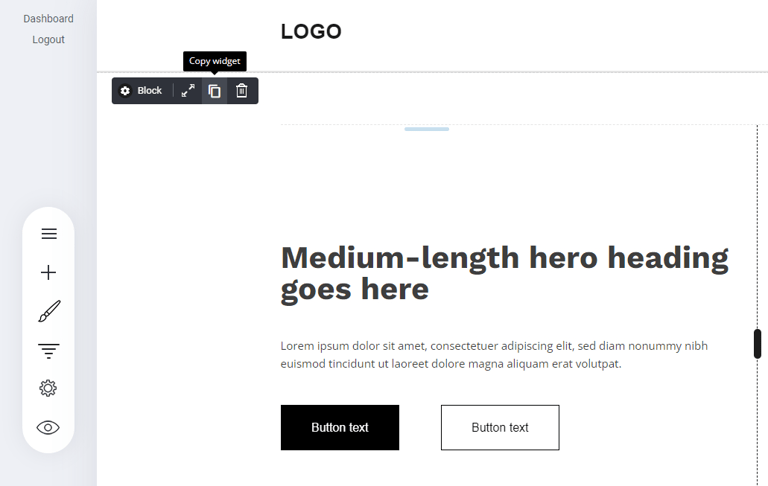 Dashboard
Logout
LOGO
Copy widget
Block
Medium-length hero heading
goes here
Lorem ipsum dolor sit amet, consectetuer adipiscing elit, sed diam nonummy nibh
euismod tincidunt ut laoreet dolore magna aliquam erat volutpat.
Button text
Button text